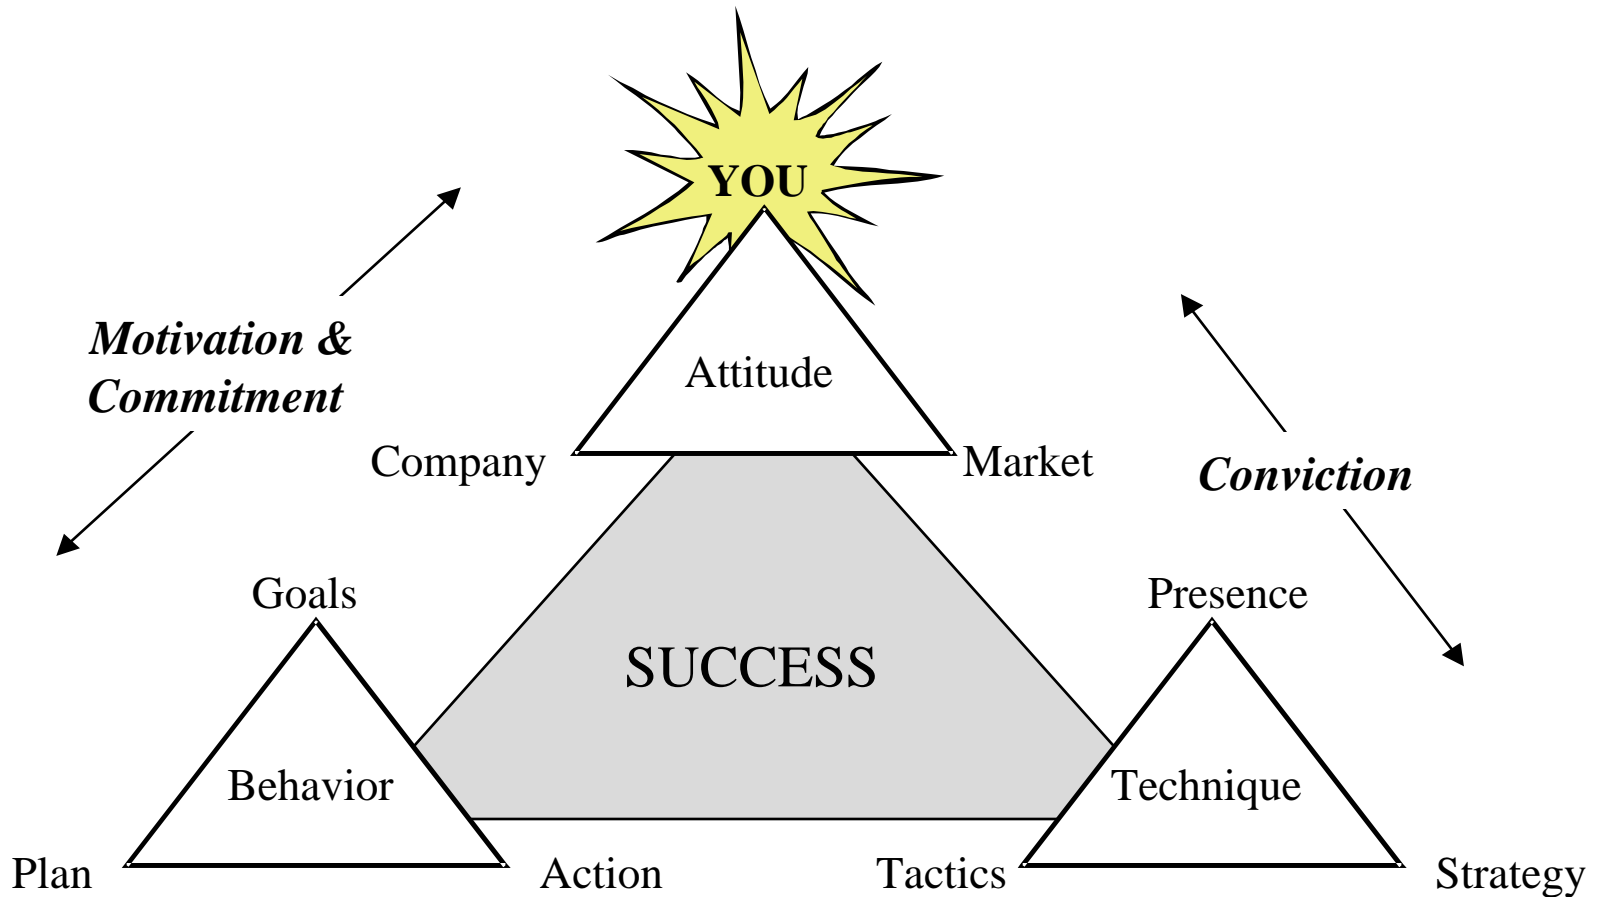 YOU
Motivation &
Commitment
Attitude
Company
Market
Conviction
Goals
Presence
SUCCESS
Behavior
Technique
Plan
Action
Tactics
Strategy